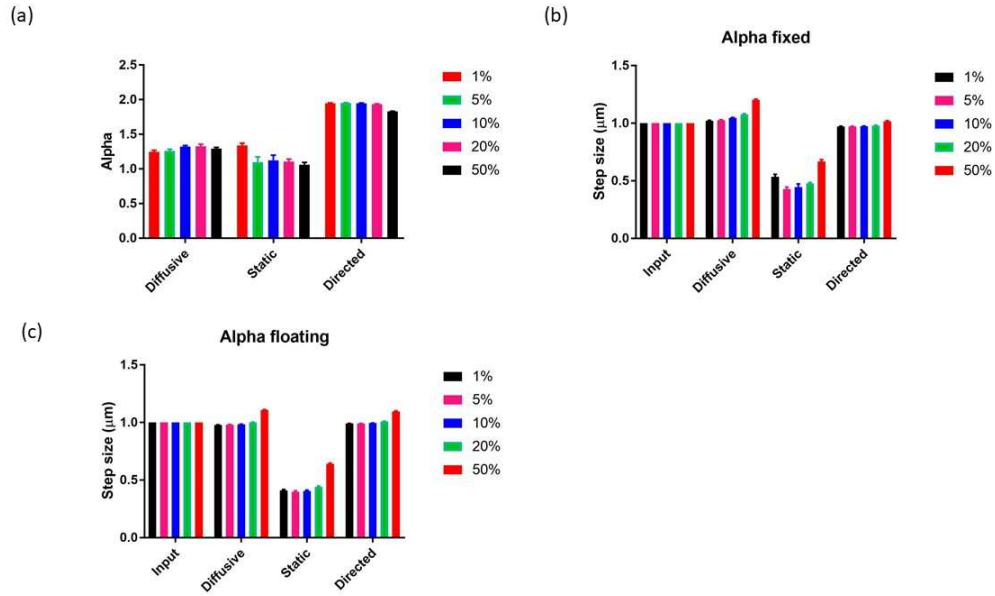 (a)
2.5
2.0
1.5
1.0
0.5
0.0
Alpha
Diffusive
Static
Directed
1%
5%
10%
20%
50%
(b)
Alpha fixed
1.5
1.0
0.5
0.0
Step size (μm)
Input
Diffusive
Static
Directed
1%
5%
10%
20%
50%
(c)
Alpha floating
1.5
1.0
0.5
0.0
Step size (μm)
Input
Diffusive
Static
Directed
1%
5%
10%
20%
50%